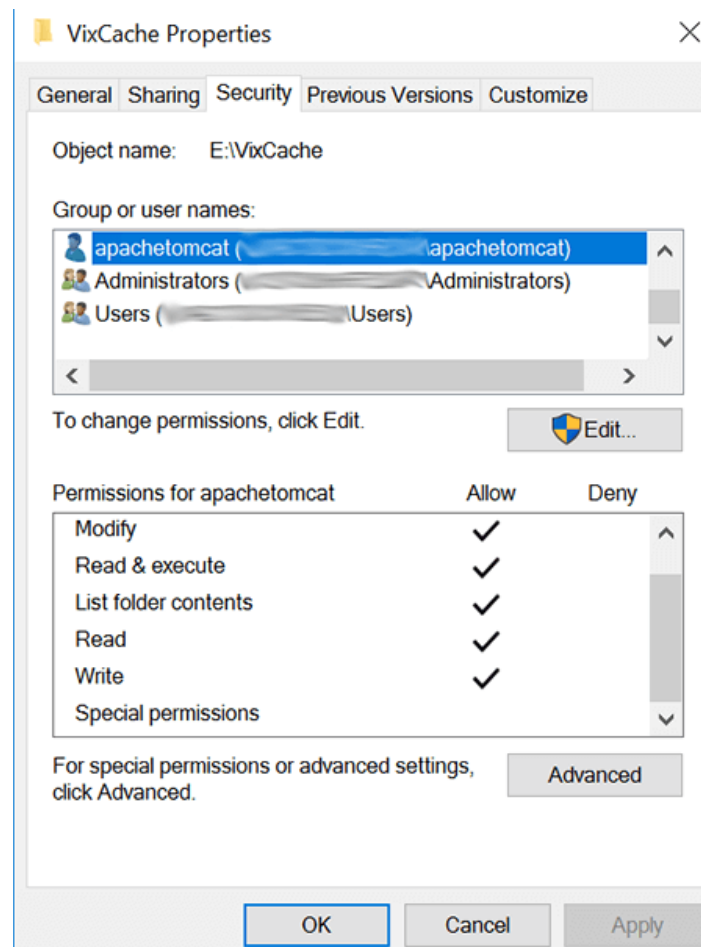 VixCache Properties
General Sharing Security Previous Versions Customize
Object name: E:\VixCache
Group or user names:
apachetomcat ( \apachetomcat)
Administrators ( \Administrators)
Users ( \Users)
To change permissions, click Edit.
Edit...
Permissions for apachetomcat Allow Deny
Modify
Read & execute
List folder contents
Read
Write
Special permissions
For special permissions or advanced settings,
click Advanced.
Advanced
OK Cancel Apply